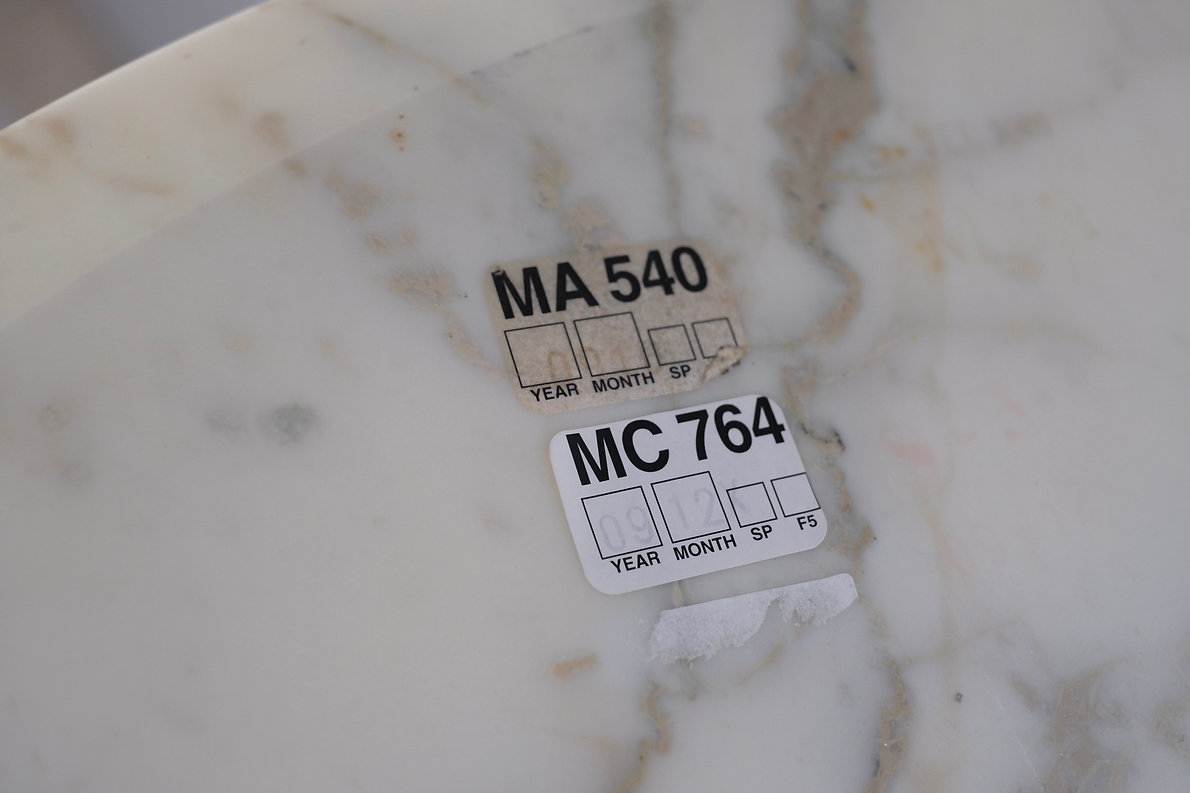 MA 540
YEAR MONTH SP
MC 764
09 12
YEAR MONTH SP F5